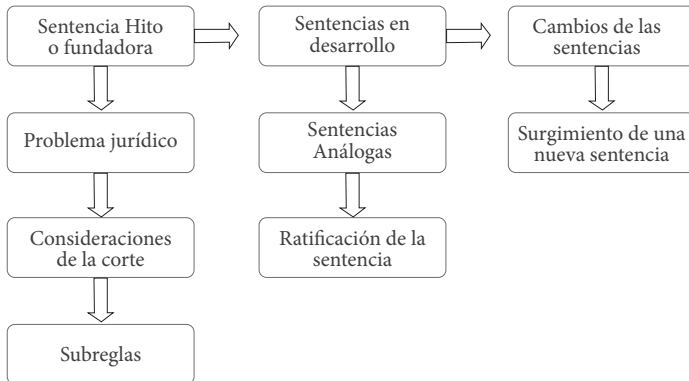 Sentencia Hito
o fundadora
Sentencias en
desarrollo
Cambios de las
sentencias
Problema jurídico
Sentencias
Análogas
Surgimiento de una
nueva sentencia
Consideraciones
de la corte
Ratificación de la
sentencia
Subreglas